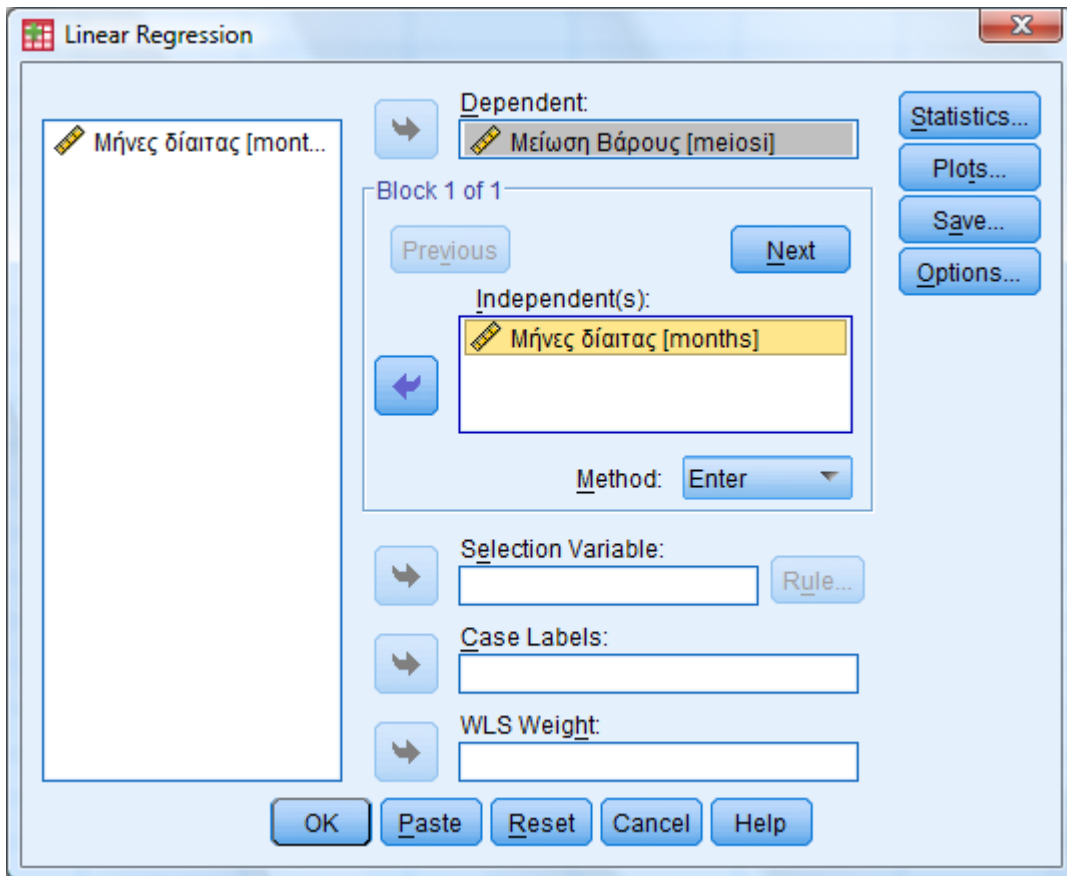 Linear Regression
Μήνες δίαιτας [mont...
Dependent:
Μείωση Βάρους [meiosi]
Block 1 of 1
Previous
Next
Independent(s):
Μήνες δίαιτας [months]
Method: Enter
Selection Variable:
Rule...
Case Labels:
WLS Weight:
Statistics...
Plots...
Save...
Options...
OK Paste Reset Cancel Help